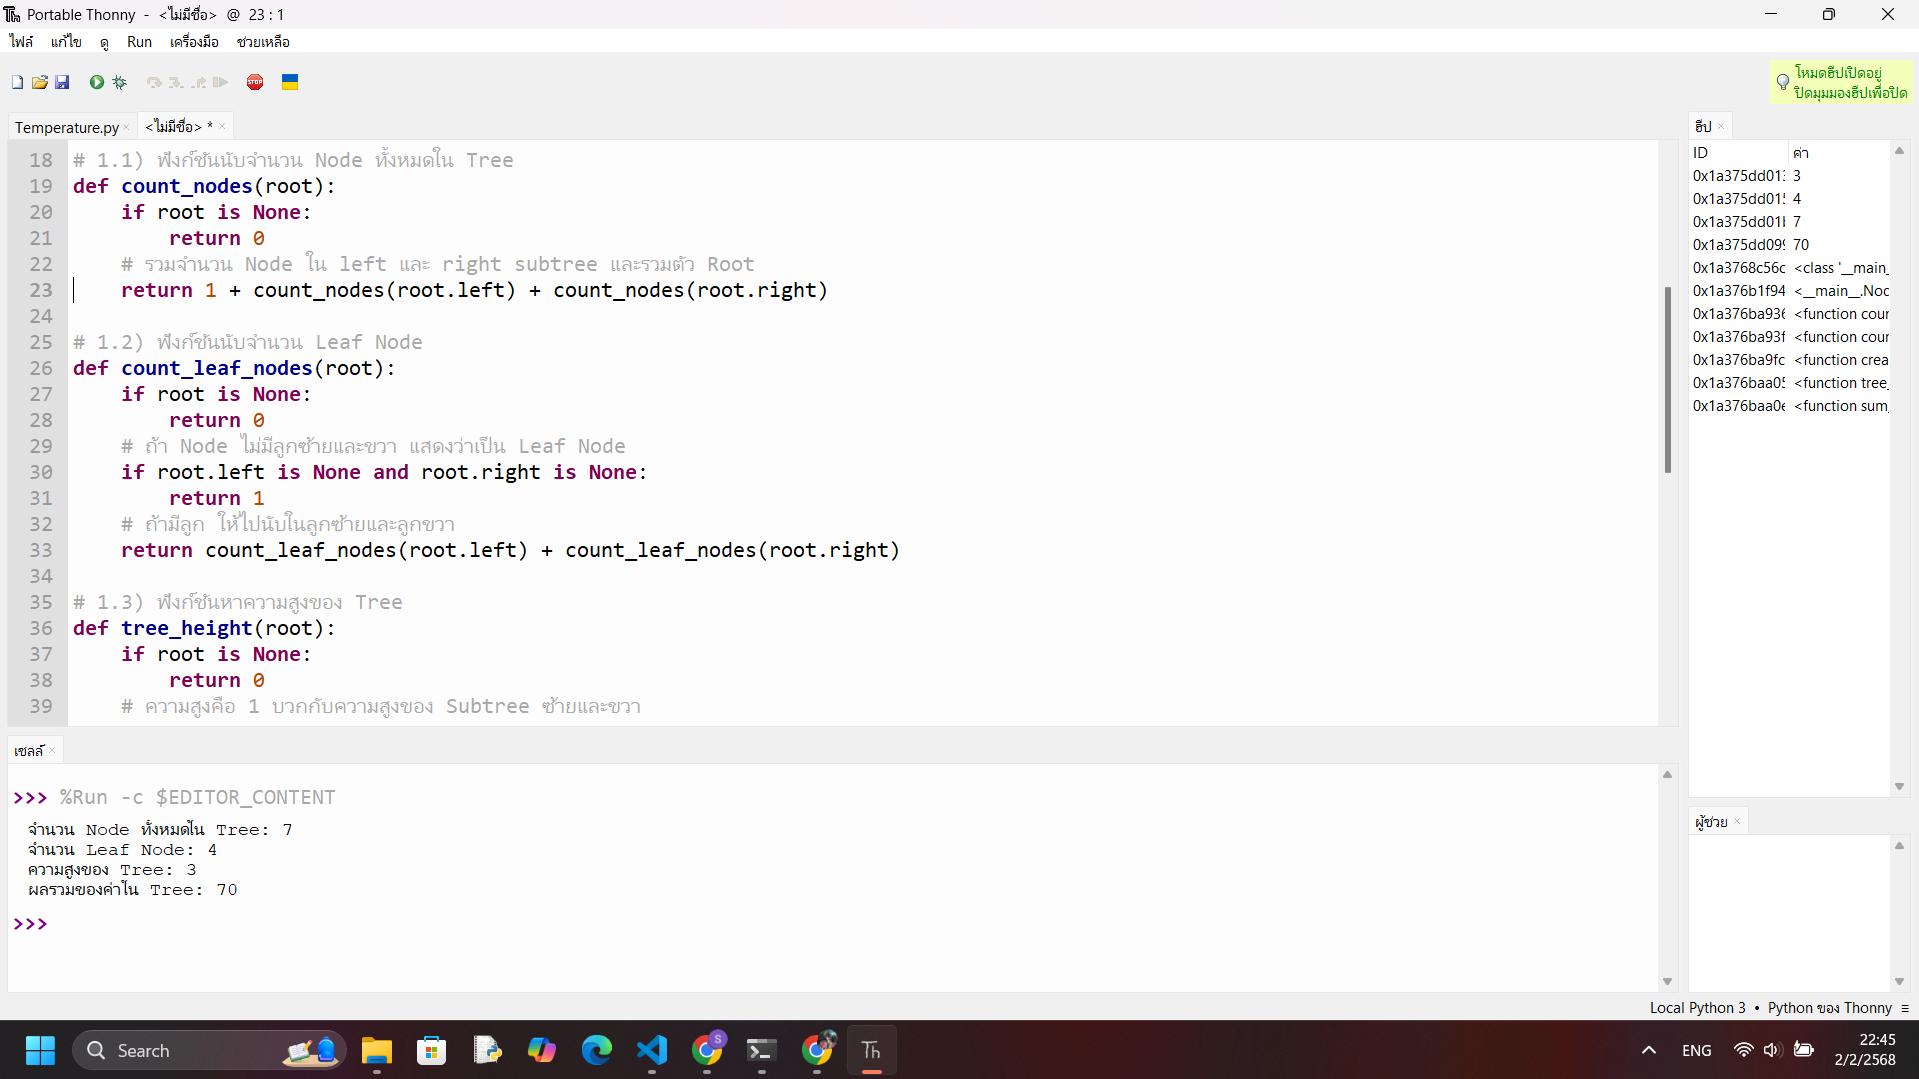 Portable Thonny - <ไม่มีชื่อ> @ 23 : 1
ไฟล์ แก้ไข ดู Run เครื่องมือ ช่วยเหลือ
STOP
โหมดฮีปเปิดอยู่
ปิดมุมมองฮีปเพื่อปิด
Temperature.py × <ไม่มีชื่อ> * ×
18 # 1.1) ฟังก์ชันนับจำนวน Node ทั้งหมดใน Tree
19 def count_nodes(root):
20     if root is None:
21         return 0
22     # รวมจำนวน Node ใน left และ right subtree และรวมตัว Root
23     return 1 + count_nodes(root.left) + count_nodes(root.right)
24
25 # 1.2) ฟังก์ชันนับจำนวน Leaf Node
26 def count_leaf_nodes(root):
27     if root is None:
28         return 0
29     # ถ้า Node ไม่มีลูกซ้ายและขวา แสดงว่าเป็น Leaf Node
30     if root.left is None and root.right is None:
31         return 1
32     # ถ้ามีลูก ให้ไปนับในลูกซ้ายและลูกขวา
33     return count_leaf_nodes(root.left) + count_leaf_nodes(root.right)
34
35 # 1.3) ฟังก์ชันหาความสูงของ Tree
36 def tree_height(root):
37     if root is None:
38         return 0
39     # ความสูงคือ 1 บวกกับความสูงของ Subtree ซ้ายและขวา
ฮีป ×
ID ค่า
0x1a375dd01: 3
0x1a375dd01 4
0x1a375dd01 7
0x1a375dd09 70
0x1a3768c56c <class '__main_
0x1a376b1f94 <__main__.Noc
0x1a376ba936 <function cour
0x1a376ba93f <function cour
0x1a376ba9fc <function crea
0x1a376baa05 <function tree_
0x1a376baa0e <function sum_
เชลล์ ×
>>> %Run -c $EDITOR_CONTENT
จำนวน Node ทั้งหมดใน Tree: 7
จำนวน Leaf Node: 4
ความสูงของ Tree: 3
ผลรวมของค่าใน Tree: 70
>>>
ผู้ช่วย ×
Local Python 3 • Python ของ Thonny ≡
Search
S
Th
ENG
22:45
2/2/2568